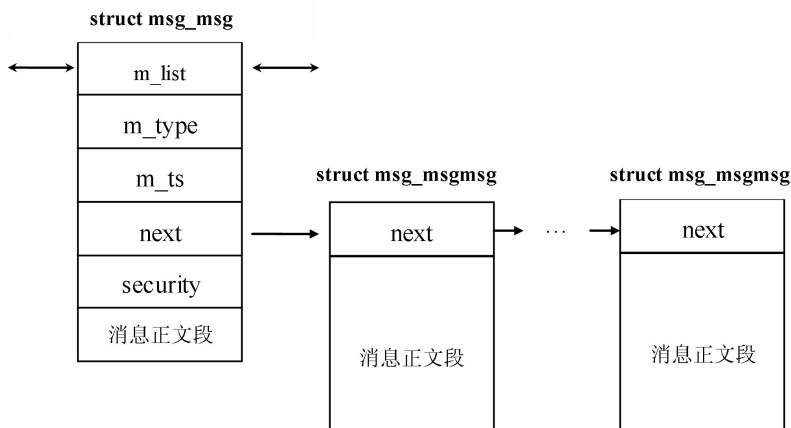 struct msg_msg
m_list
m_type
m_ts
next
security
消息正文段
struct msg_msgmsg
next
消息正文段
...
struct msg_msgmsg
next
消息正文段